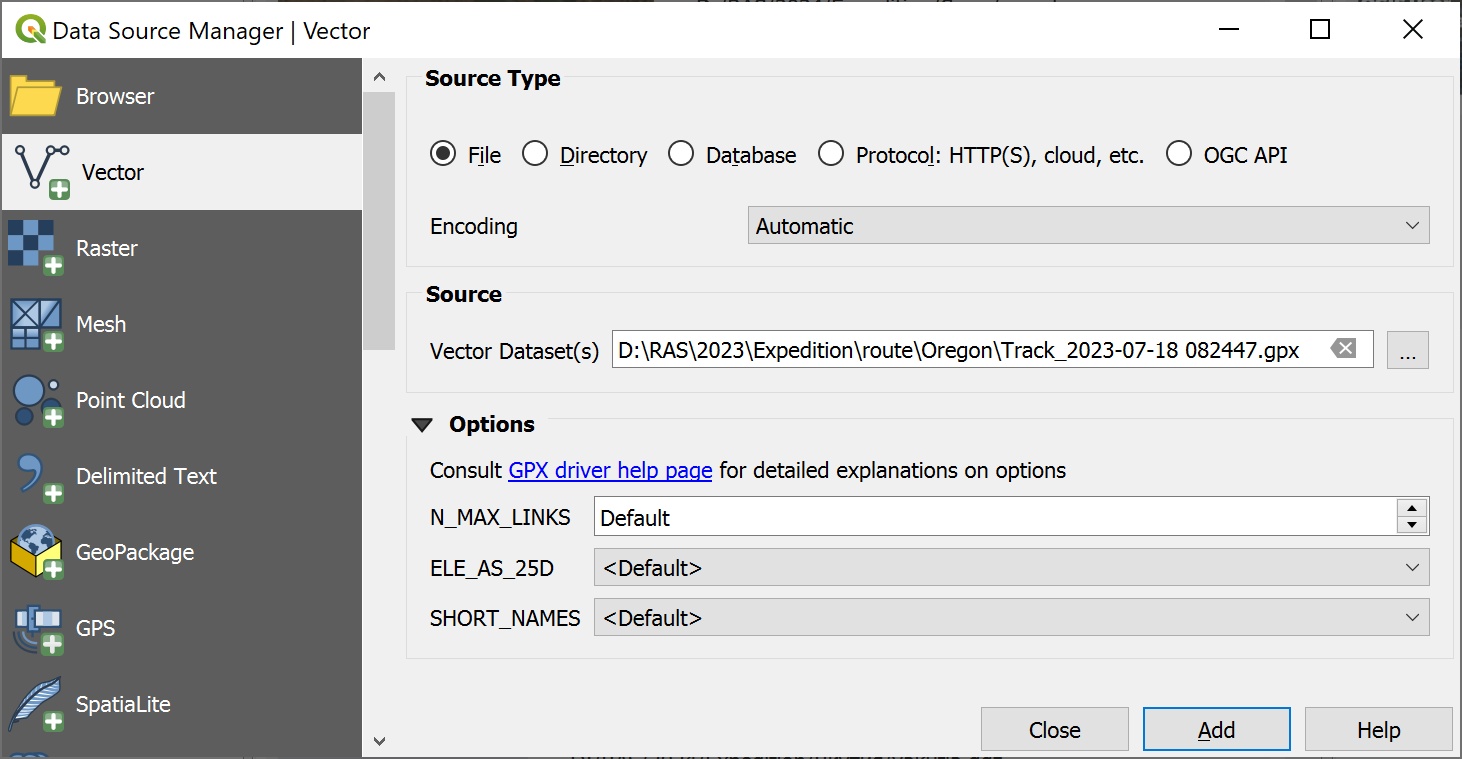 Data Source Manager | Vector
Browser
Vector
Raster
Mesh
Point Cloud
Delimited Text
GeoPackage
GPS
SpatiaLite
Source Type
File Directory Database Protocol: HTTP(S), cloud, etc. OGC API
Encoding Automatic
Source
Vector Dataset(s) D:\RAS\2023\Expedition\route\Oregon\Track_2023-07-18 082447.gpx ...
Options
Consult GPX driver help page for detailed explanations on options
N_MAX_LINKS Default
ELE_AS_25D <Default>
SHORT_NAMES <Default>
Close Add Help